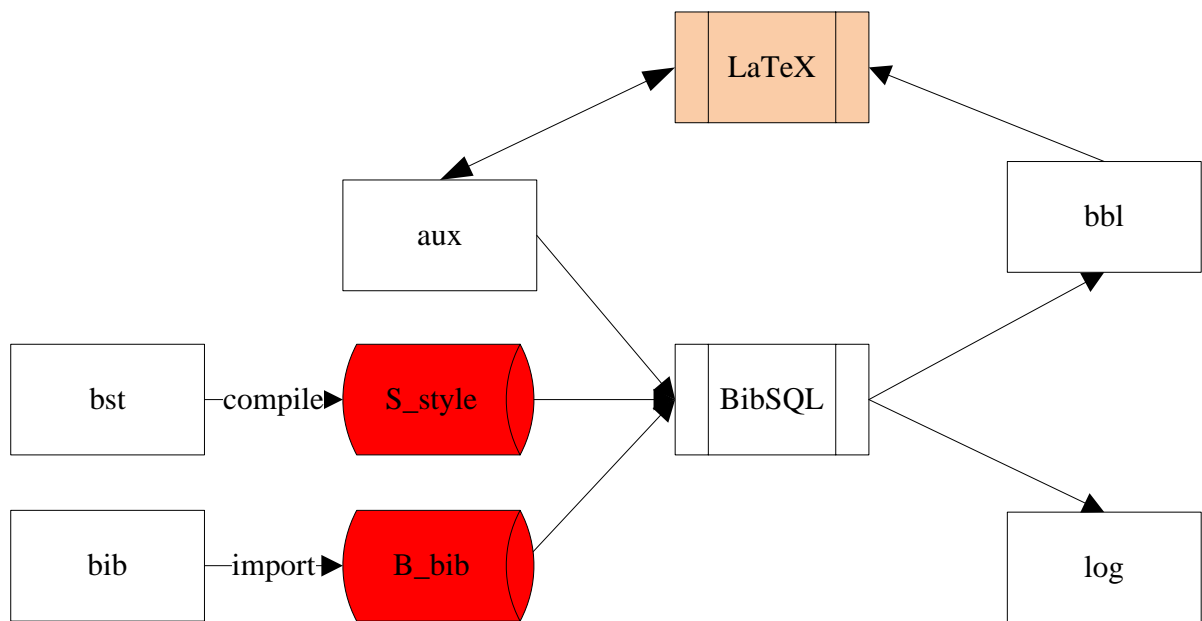 LaTeX
aux
bbl
bst
compile
S_style
BibSQL
bib
import
B_bib
log